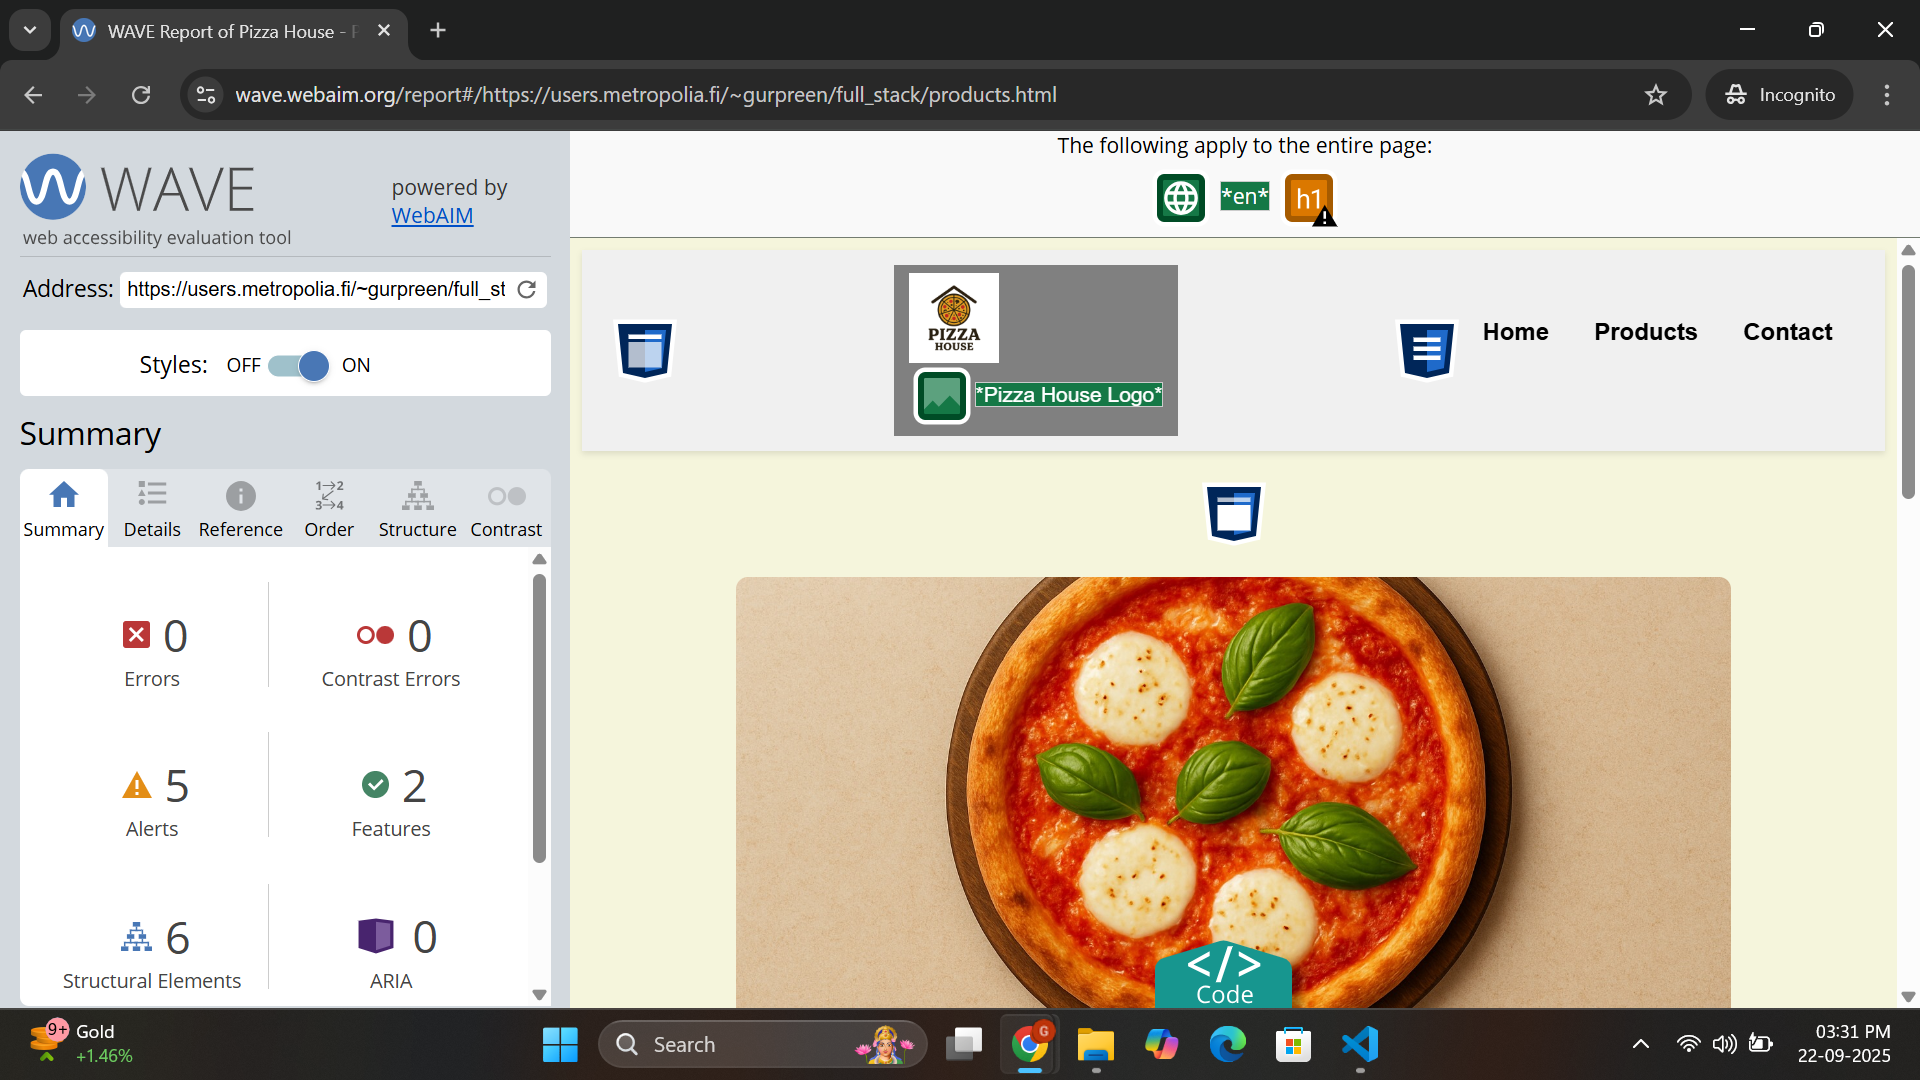 WAVE Report of Pizza House - P
wave.webaim.org/report#/https://users.metropolia.fi/~gurpreen/full_stack/products.html
Incognito
WAVE
web accessibility evaluation tool
powered by
WebAIM
Address: https://users.metropolia.fi/~gurpreen/full_st
Styles: OFF ON
Summary
Summary Details Reference Order Structure Contrast
1 2
3 4
0 Errors
0 Contrast Errors
5 Alerts
2 Features
6 Structural Elements
0 ARIA
The following apply to the entire page:
*en* h1
PIZZA
HOUSE
*Pizza House Logo*
Home Products Contact
</>
Code
9+ Gold
+1.46%
Search
G
03:31 PM
22-09-2025